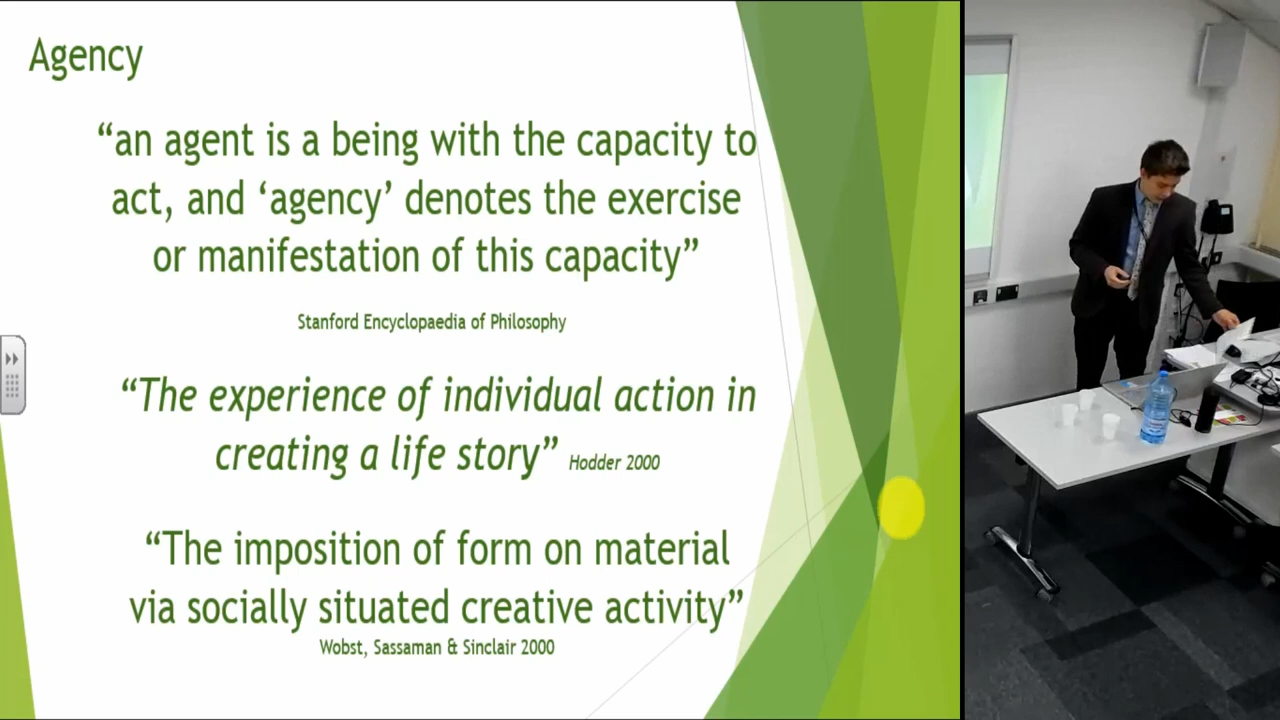 Agency
“an agent is a being with the capacity to
act, and ‘agency’ denotes the exercise
or manifestation of this capacity”
Stanford Encyclopaedia of Philosophy
“The experience of individual action in
creating a life story” Hodder 2000
“The imposition of form on material
via socially situated creative activity”
Wobst, Sassaman & Sinclair 2000